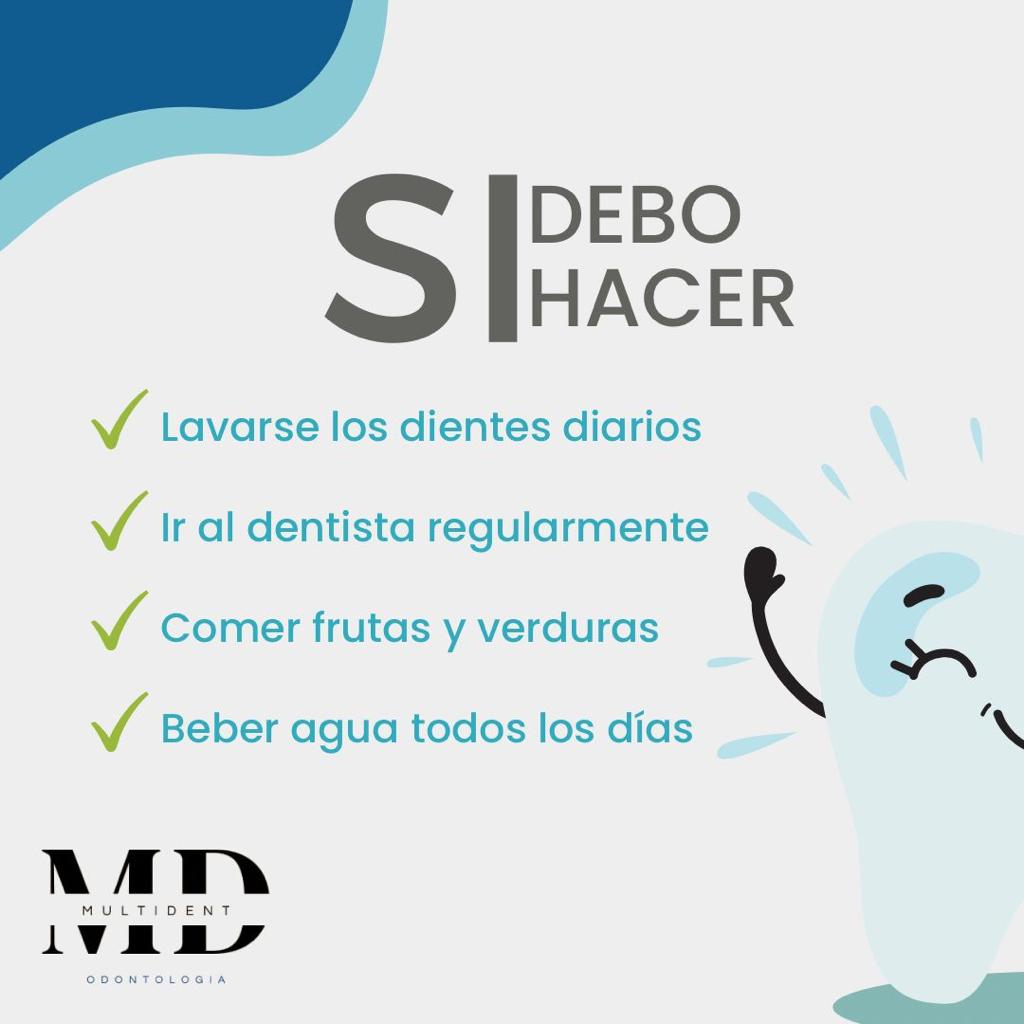 SI DEBO
HACER
Lavarse los dientes diarios
Ir al dentista regularmente
Comer frutas y verduras
Beber agua todos los días
MD
MULTIDENT
ODONTOLOGIA